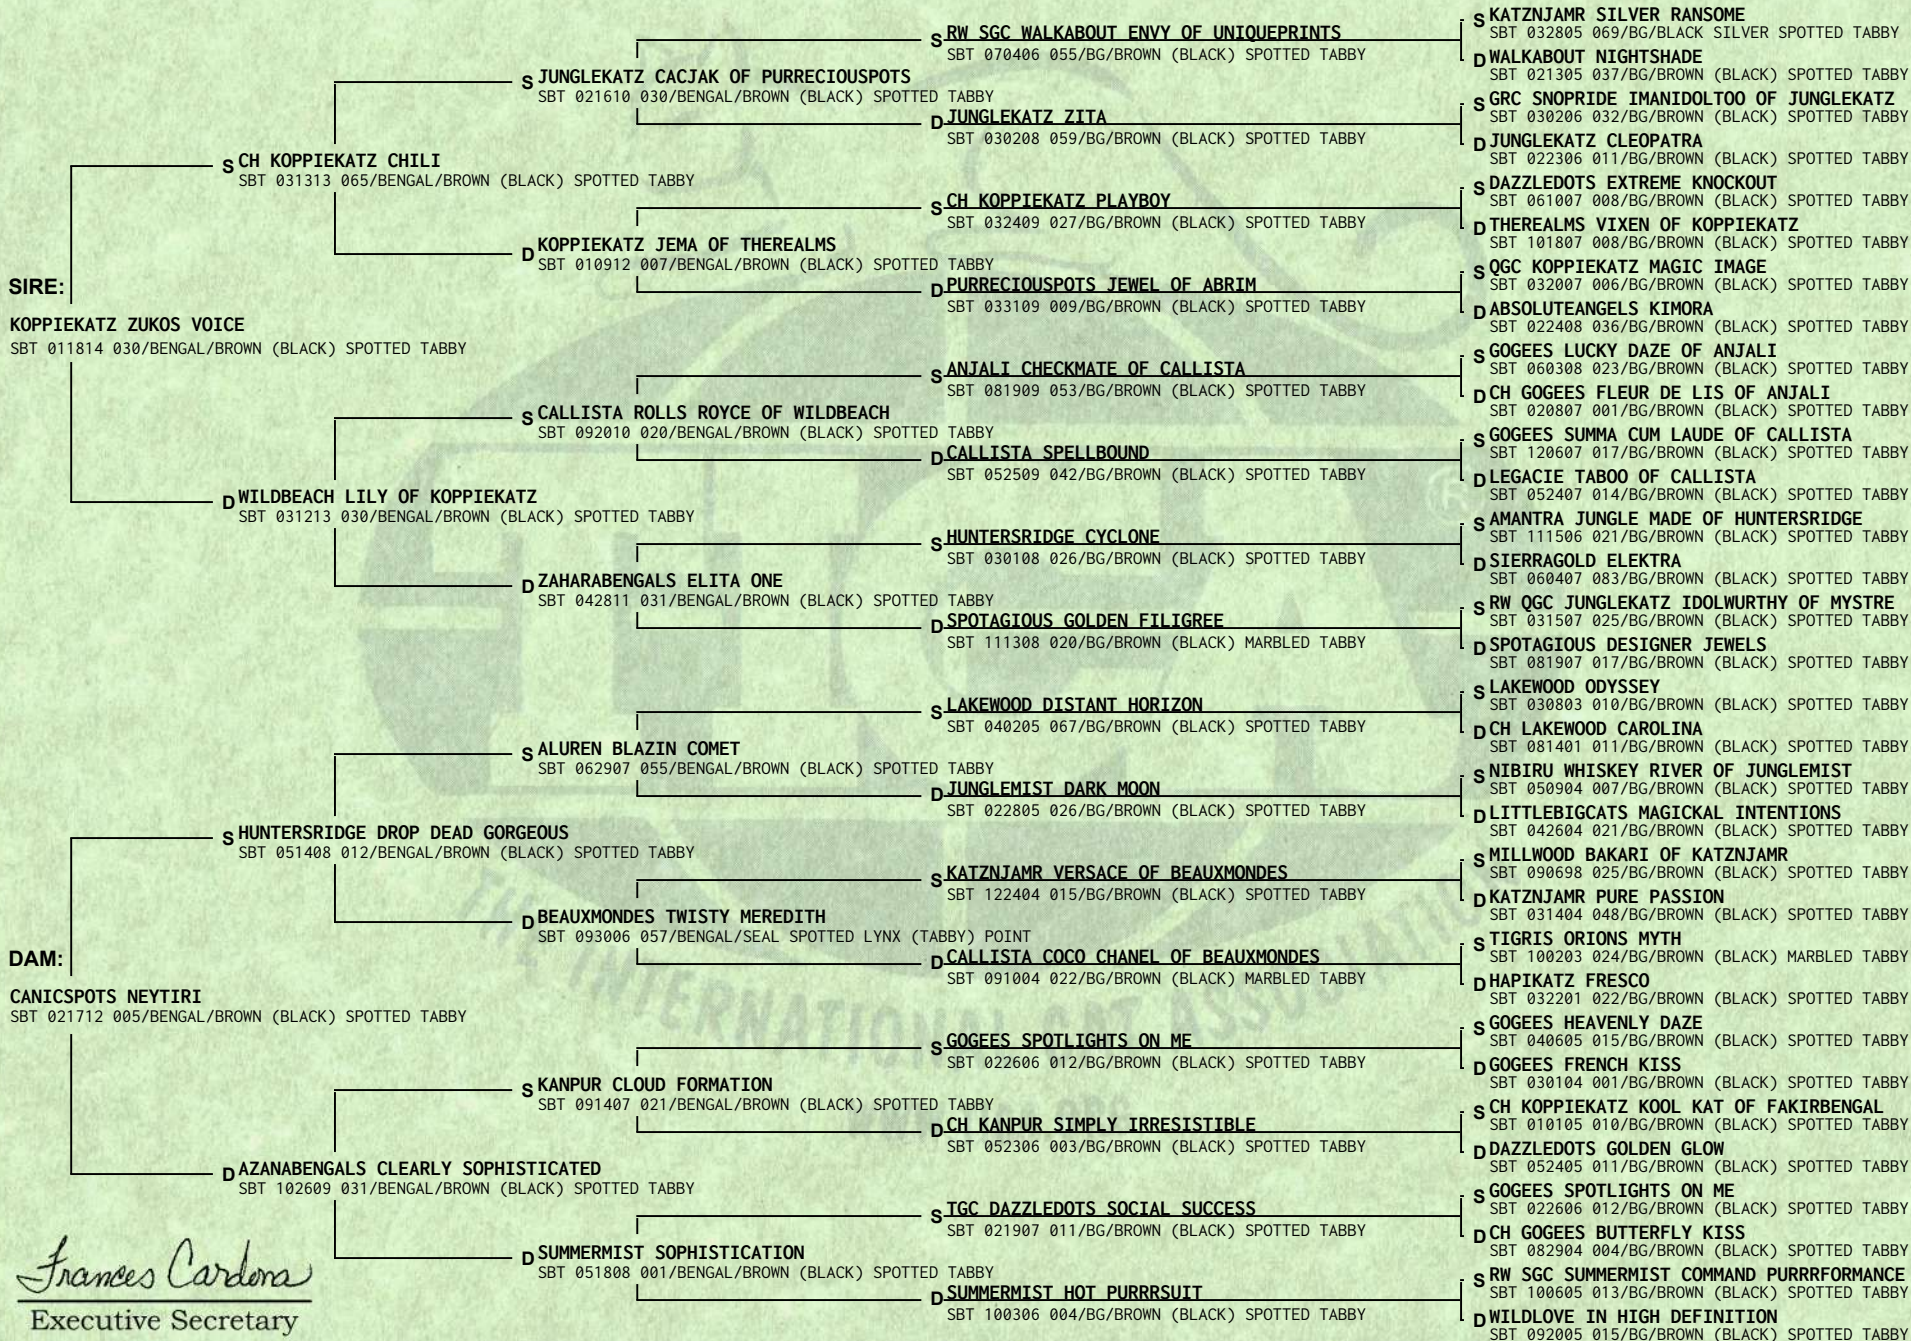 SIRE:
KOPPIEKATZ ZUKOS VOICE
SBT 011814 030/BENGAL/BROWN (BLACK) SPOTTED TABBY
DAM:
CANICSPOTS NEYTIRI
SBT 021712 005/BENGAL/BROWN (BLACK) SPOTTED TABBY
S CH KOPPIEKATZ CHILI
SBT 031313 065/BENGAL/BROWN (BLACK) SPOTTED TABBY
D WILDBEACH LILY OF KOPPIEKATZ
SBT 031213 030/BENGAL/BROWN (BLACK) SPOTTED TABBY
S HUNTERSRIDGE DROP DEAD GORGEOUS
SBT 051408 012/BENGAL/BROWN (BLACK) SPOTTED TABBY
D AZANABENGALS CLEARLY SOPHISTICATED
SBT 102609 031/BENGAL/BROWN (BLACK) SPOTTED TABBY
S JUNGLEKATZ CACJAK OF PURRECIOUSPOTS
SBT 021610 030/BENGAL/BROWN (BLACK) SPOTTED TABBY
D KOPPIEKATZ JEMA OF THEREALMS
SBT 010912 007/BENGAL/BROWN (BLACK) SPOTTED TABBY
S CALLISTA ROLLS ROYCE OF WILDBEACH
SBT 092010 020/BENGAL/BROWN (BLACK) SPOTTED TABBY
D ZAHARABENGALS ELITA ONE
SBT 042811 031/BENGAL/BROWN (BLACK) SPOTTED TABBY
S ALUREN BLAZIN COMET
SBT 062907 055/BENGAL/BROWN (BLACK) SPOTTED TABBY
D BEAUXMONDES TWISTY MEREDITH
SBT 093006 057/BENGAL/SEAL SPOTTED LYNX (TABBY) POINT
S KANPUR CLOUD FORMATION
SBT 091407 021/BENGAL/BROWN (BLACK) SPOTTED TABBY
D SUMMERMIST SOPHISTICATION
SBT 051808 001/BENGAL/BROWN (BLACK) SPOTTED TABBY
S RW SGC WALKABOUT ENVY OF UNIQUEPRINTS
SBT 070406 055/BG/BROWN (BLACK) SPOTTED TABBY
D JUNGLEKATZ ZITA
SBT 030208 059/BG/BROWN (BLACK) SPOTTED TABBY
S CH KOPPIEKATZ PLAYBOY
SBT 032409 027/BG/BROWN (BLACK) SPOTTED TABBY
D PURRECIOUSPOTS JEWEL OF ABRIM
SBT 033109 009/BG/BROWN (BLACK) SPOTTED TABBY
S ANJALI CHECKMATE OF CALLISTA
SBT 081909 053/BG/BROWN (BLACK) SPOTTED TABBY
D CALLISTA SPELLBOUND
SBT 052509 042/BG/BROWN (BLACK) SPOTTED TABBY
S HUNTERSRIDGE CYCLONE
SBT 030108 026/BG/BROWN (BLACK) SPOTTED TABBY
D SPOTAGIOUS GOLDEN FILIGREE
SBT 111308 020/BG/BROWN (BLACK) MARBLED TABBY
S LAKEWOOD DISTANT HORIZON
SBT 040205 067/BG/BROWN (BLACK) SPOTTED TABBY
D JUNGLEMIST DARK MOON
SBT 022805 026/BG/BROWN (BLACK) SPOTTED TABBY
S KATZNJAMR VERSACE OF BEAUXMONDES
SBT 122404 015/BG/BROWN (BLACK) SPOTTED TABBY
D CALLISTA COCO CHANEL OF BEAUXMONDES
SBT 091004 022/BG/BROWN (BLACK) MARBLED TABBY
S GOGEES SPOTLIGHTS ON ME
SBT 022606 012/BG/BROWN (BLACK) SPOTTED TABBY
D CH KANPUR SIMPLY IRRESISTIBLE
SBT 052306 003/BG/BROWN (BLACK) SPOTTED TABBY
S TGC DAZZLEDOTS SOCIAL SUCCESS
SBT 021907 011/BG/BROWN (BLACK) SPOTTED TABBY
D SUMMERMIST HOT PURRRSUIT
SBT 100306 004/BG/BROWN (BLACK) SPOTTED TABBY
S KATZNJAMR SILVER RANSOME
SBT 032805 069/BG/BLACK SILVER SPOTTED TABBY
D WALKABOUT NIGHTSHADE
SBT 021305 037/BG/BROWN (BLACK) SPOTTED TABBY
S GRC SNOPRIDE IMANIDOLTOO OF JUNGLEKATZ
SBT 030206 032/BG/BROWN (BLACK) SPOTTED TABBY
D JUNGLEKATZ CLEOPATRA
SBT 022306 011/BG/BROWN (BLACK) SPOTTED TABBY
S DAZZLEDOTS EXTREME KNOCKOUT
SBT 061007 008/BG/BROWN (BLACK) SPOTTED TABBY
D THEREALMS VIXEN OF KOPPIEKATZ
SBT 101807 008/BG/BROWN (BLACK) SPOTTED TABBY
S QGC KOPPIEKATZ MAGIC IMAGE
SBT 032007 006/BG/BROWN (BLACK) SPOTTED TABBY
D ABSOLUTEANGELS KIMORA
SBT 022408 036/BG/BROWN (BLACK) SPOTTED TABBY
S GOGEES LUCKY DAZE OF ANJALI
SBT 060308 023/BG/BROWN (BLACK) SPOTTED TABBY
D CH GOGEES FLEUR DE LIS OF ANJALI
SBT 020807 001/BG/BROWN (BLACK) SPOTTED TABBY
S GOGEES SUMMA CUM LAUDE OF CALLISTA
SBT 120607 017/BG/BROWN (BLACK) SPOTTED TABBY
D LEGACIE TABOO OF CALLISTA
SBT 052407 014/BG/BROWN (BLACK) SPOTTED TABBY
S AMANTRA JUNGLE MADE OF HUNTERSRIDGE
SBT 111506 021/BG/BROWN (BLACK) SPOTTED TABBY
D SIERRAGOLD ELEKTRA
SBT 060407 083/BG/BROWN (BLACK) SPOTTED TABBY
S RW QGC JUNGLEKATZ IDOLWURTHY OF MYSTRE
SBT 031507 025/BG/BROWN (BLACK) SPOTTED TABBY
D SPOTAGIOUS DESIGNER JEWELS
SBT 081907 017/BG/BROWN (BLACK) SPOTTED TABBY
S LAKEWOOD ODYSSEY
SBT 030803 010/BG/BROWN (BLACK) SPOTTED TABBY
D CH LAKEWOOD CAROLINA
SBT 081401 011/BG/BROWN (BLACK) SPOTTED TABBY
S NIBIRU WHISKEY RIVER OF JUNGLEMIST
SBT 050904 007/BG/BROWN (BLACK) SPOTTED TABBY
D LITTLEBIGCATS MAGICKAL INTENTIONS
SBT 042604 021/BG/BROWN (BLACK) SPOTTED TABBY
S MILLWOOD BAKARI OF KATZNJAMR
SBT 090698 025/BG/BROWN (BLACK) SPOTTED TABBY
D KATZNJAMR PURE PASSION
SBT 031404 048/BG/BROWN (BLACK) SPOTTED TABBY
S TIGRIS ORIONS MYTH
SBT 100203 024/BG/BROWN (BLACK) MARBLED TABBY
D HAPIKATZ FRESCO
SBT 032201 022/BG/BROWN (BLACK) SPOTTED TABBY
S GOGEES HEAVENLY DAZE
SBT 040605 015/BG/BROWN (BLACK) SPOTTED TABBY
D GOGEES FRENCH KISS
SBT 030104 001/BG/BROWN (BLACK) SPOTTED TABBY
S CH KOPPIEKATZ KOOL KAT OF FAKIRBENGAL
SBT 010105 010/BG/BROWN (BLACK) SPOTTED TABBY
D DAZZLEDOTS GOLDEN GLOW
SBT 052405 011/BG/BROWN (BLACK) SPOTTED TABBY
S GOGEES SPOTLIGHTS ON ME
SBT 022606 012/BG/BROWN (BLACK) SPOTTED TABBY
D CH GOGEES BUTTERFLY KISS
SBT 082904 004/BG/BROWN (BLACK) SPOTTED TABBY
S RW SGC SUMMERMIST COMMAND PURRRFORMANCE
SBT 100605 013/BG/BROWN (BLACK) SPOTTED TABBY
D WILDLOVE IN HIGH DEFINITION
SBT 092005 015/BG/BROWN (BLACK) SPOTTED TABBY
TICA
®
THE INTERNATIONAL CAT ASSOCIATION
Frances Cardona
Executive Secretary